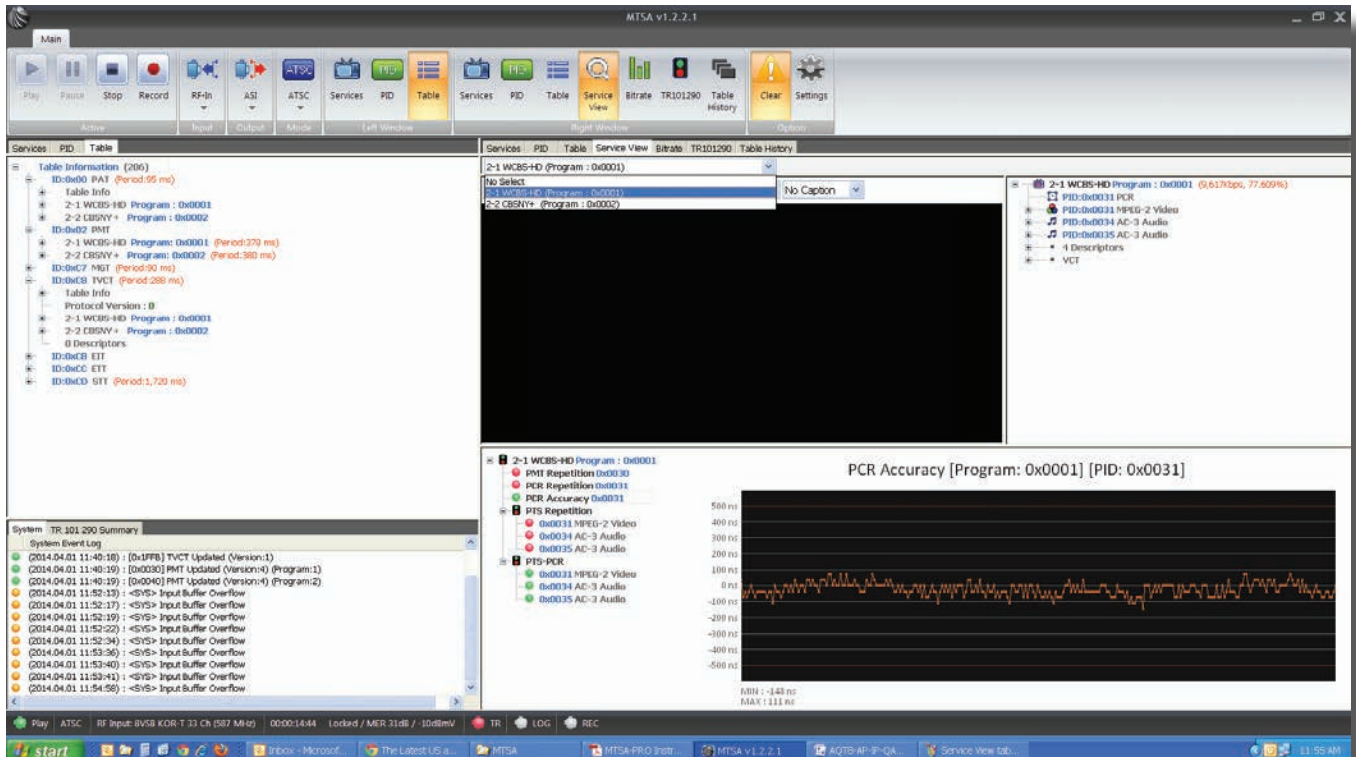 MTSA v1.2.2.1
Main
Play Pause Stop Record RF-In ASI ATSC Services PID Table Services PID Table Service View Bitrate TR101290 Table History Clear Settings
Active Input Output Mode Left Window Right Window Option
Services PID Table
Table Information (206)
ID:0x00 PAT (Period:95 ms)
Table Info
2-1 WCBS-HD Program : 0x0001
2-2 CBSNY+ Program : 0x0002
ID:0x02 PMT
2-1 WCBS-HD Program: 0x0001 (Period:370 ms)
2-2 CBSNY+ Program: 0x0002 (Period:380 ms)
ID:0xC7 MGT (Period:90 ms)
ID:0xC8 TVCT (Period:288 ms)
Table Info
Protocol Version : 0
2-1 WCBS-HD Program : 0x0001
2-2 CBSNY+ Program : 0x0002
0 Descriptors
ID:0xCB EIT
ID:0xCC ETT
ID:0xCD STT (Period:1,720 ms)
Services PID Table Service View Bitrate TR101290 Table History
2-1 WCBS-HD (Program : 0x0001)
No Select
2-1 WCBS-HD (Program : 0x0001)
2-2 CBSNY+ (Program : 0x0002)
No Caption
2-1 WCBS-HD Program : 0x0001 (9,617kbps, 77.609%)
PID:0x0031 PCR
PID:0x0031 MPEG-2 Video
PID:0x0034 AC-3 Audio
PID:0x0035 AC-3 Audio
4 Descriptors
VCT
2-1 WCBS-HD Program : 0x0001
PMT Repetition 0x0030
PCR Repetition 0x0031
PCR Accuracy 0x0031
PTS Repetition
0x0031 MPEG-2 Video
0x0034 AC-3 Audio
0x0035 AC-3 Audio
PTS-PCR
0x0031 MPEG-2 Video
0x0034 AC-3 Audio
0x0035 AC-3 Audio
PCR Accuracy [Program: 0x0001] [PID: 0x0031]
500 ns
400 ns
300 ns
200 ns
100 ns
0 ns
-100 ns
-200 ns
-300 ns
-400 ns
-500 ns
MIN : -148 ns
MAX : 111 ns
System TR 101 290 Summary
System Event Log
(2014.04.01 11:40:18) : [0x1FFB] TVCT Updated (Version:1)
(2014.04.01 11:40:19) : [0x0030] PMT Updated (Version:4) (Program:1)
(2014.04.01 11:40:19) : [0x0040] PMT Updated (Version:4) (Program:2)
(2014.04.01 11:52:13) : <SYS> Input Buffer Overflow
(2014.04.01 11:52:17) : <SYS> Input Buffer Overflow
(2014.04.01 11:52:19) : <SYS> Input Buffer Overflow
(2014.04.01 11:52:22) : <SYS> Input Buffer Overflow
(2014.04.01 11:52:34) : <SYS> Input Buffer Overflow
(2014.04.01 11:53:36) : <SYS> Input Buffer Overflow
(2014.04.01 11:53:40) : <SYS> Input Buffer Overflow
(2014.04.01 11:53:41) : <SYS> Input Buffer Overflow
(2014.04.01 11:54:58) : <SYS> Input Buffer Overflow
Play ATSC RF Input: 8VSB KOR-T 33 Ch (587 MHz) 00:00:14:44 Locked / MER 31dB / -10dBmV TR LOG REC
start Inbox - Microsof... The Latest US a... MTSA MTSA-PRO Instr... MTSA v1.2.2.1 AQTB-AP-IP-QA... Service View tab... 11:55 AM